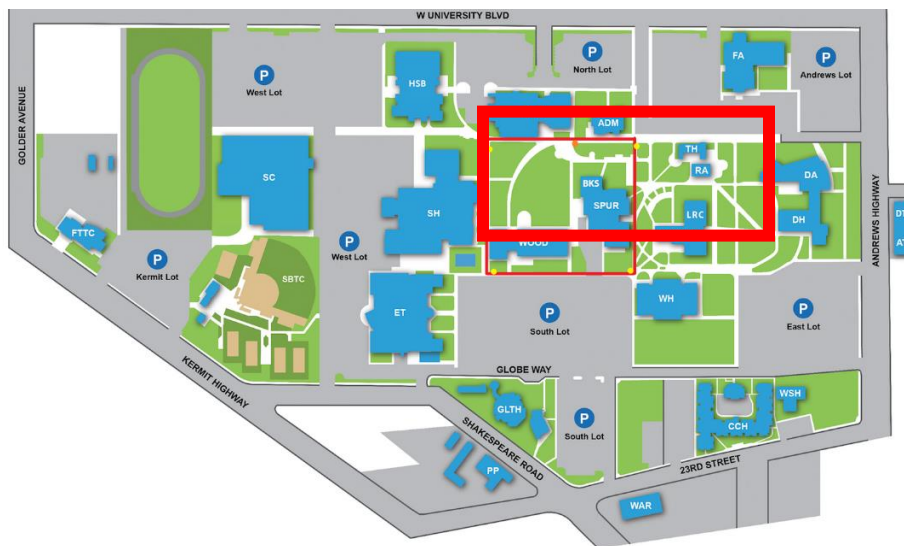 W UNIVERSITY BLVD
GOLDER AVENUE
P
West Lot
HSB
P
North Lot
FA
P
Andrews Lot
ADM
TH
RA
SC
BKS
SPUR
SH
LRC
DA
DH
ANDREWS HIGHWAY
FTTC
P
Kermit Lot
P
West Lot
WOOD
SBTC
ET
P
South Lot
WH
P
East Lot
KERMIT HIGHWAY
GLOBE WAY
GLTH
P
South Lot
WSH
CCH
SHAKESPEARE ROAD
PP
23RD STREET
WAR